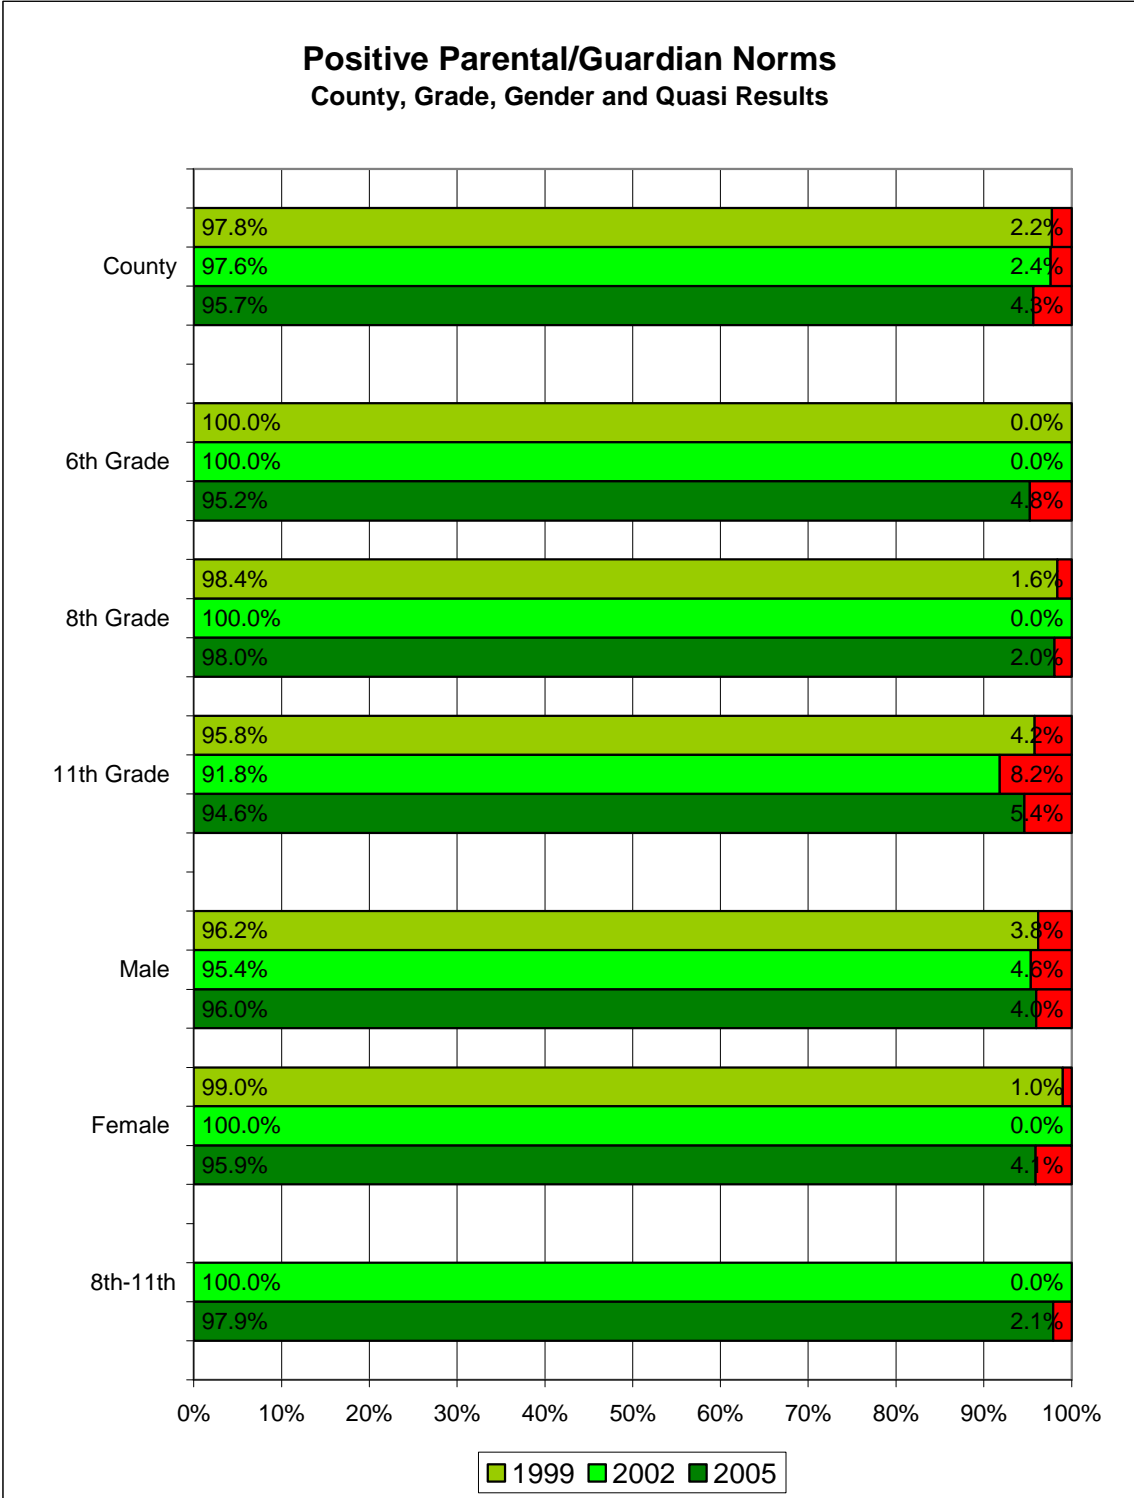 Positive Parental/Guardian Norms
County, Grade, Gender and Quasi Results
97.8% 2.2%
County 97.6% 2.4%
95.7% 4.3%
100.0% 0.0%
6th Grade 100.0% 0.0%
95.2% 4.8%
98.4% 1.6%
8th Grade 100.0% 0.0%
98.0% 2.0%
95.8% 4.2%
11th Grade 91.8% 8.2%
94.6% 5.4%
96.2% 3.8%
Male 95.4% 4.6%
96.0% 4.0%
99.0% 1.0%
Female 100.0% 0.0%
95.9% 4.1%
8th-11th 100.0% 0.0%
97.9% 2.1%
0% 10% 20% 30% 40% 50% 60% 70% 80% 90% 100%
1999 2002 2005